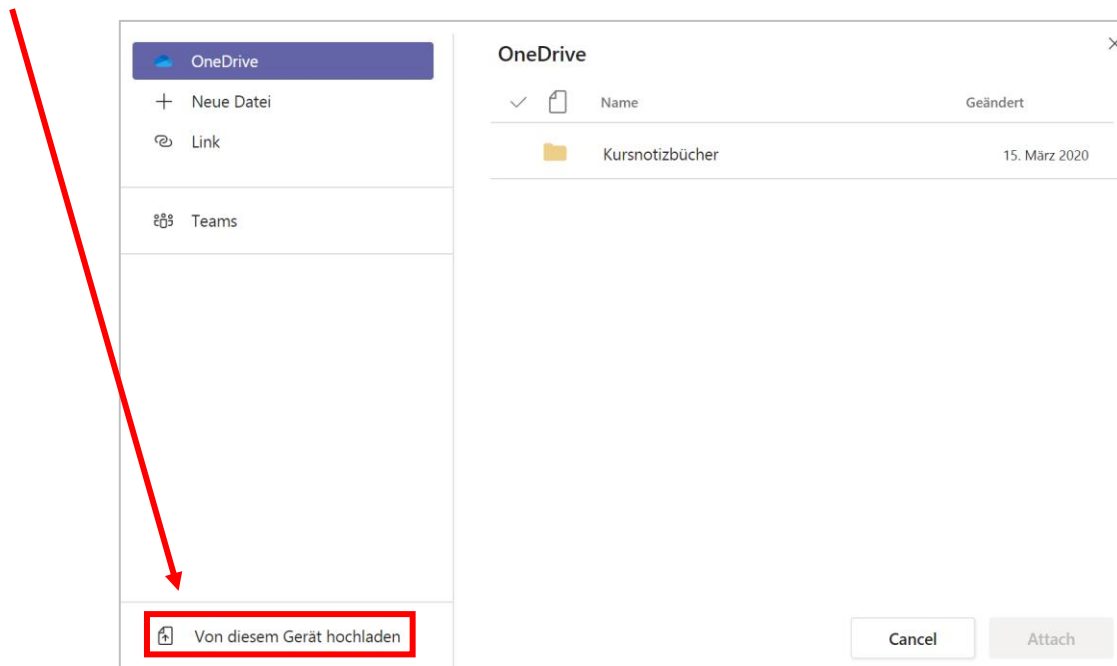 OneDrive
Neue Datei
Link
Teams
Von diesem Gerät hochladen
OneDrive
Name Geändert
Kursnotizbücher 15. März 2020
Cancel Attach